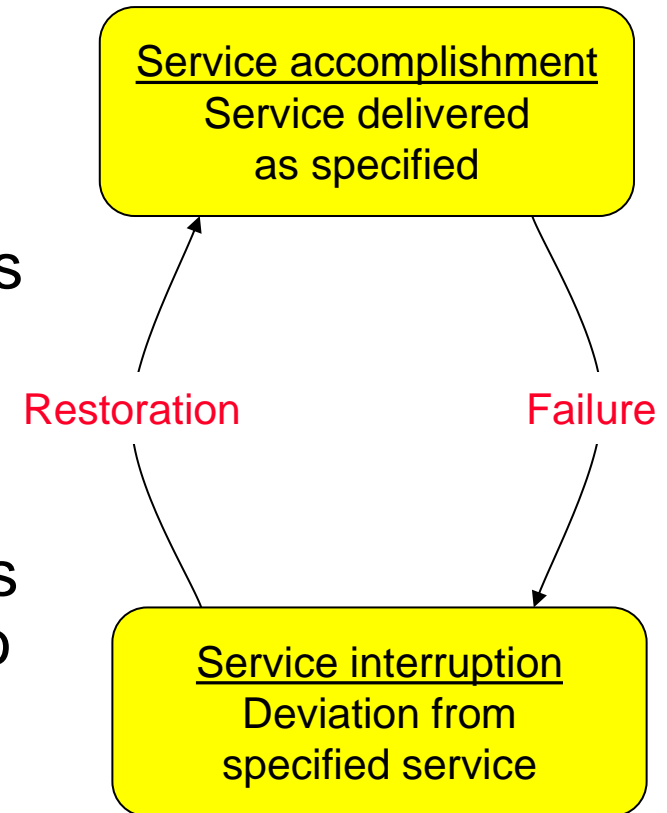 Service accomplishment
Service delivered
as specified
s
Restoration
Failure
s
Service interruption
Deviation from
specified service